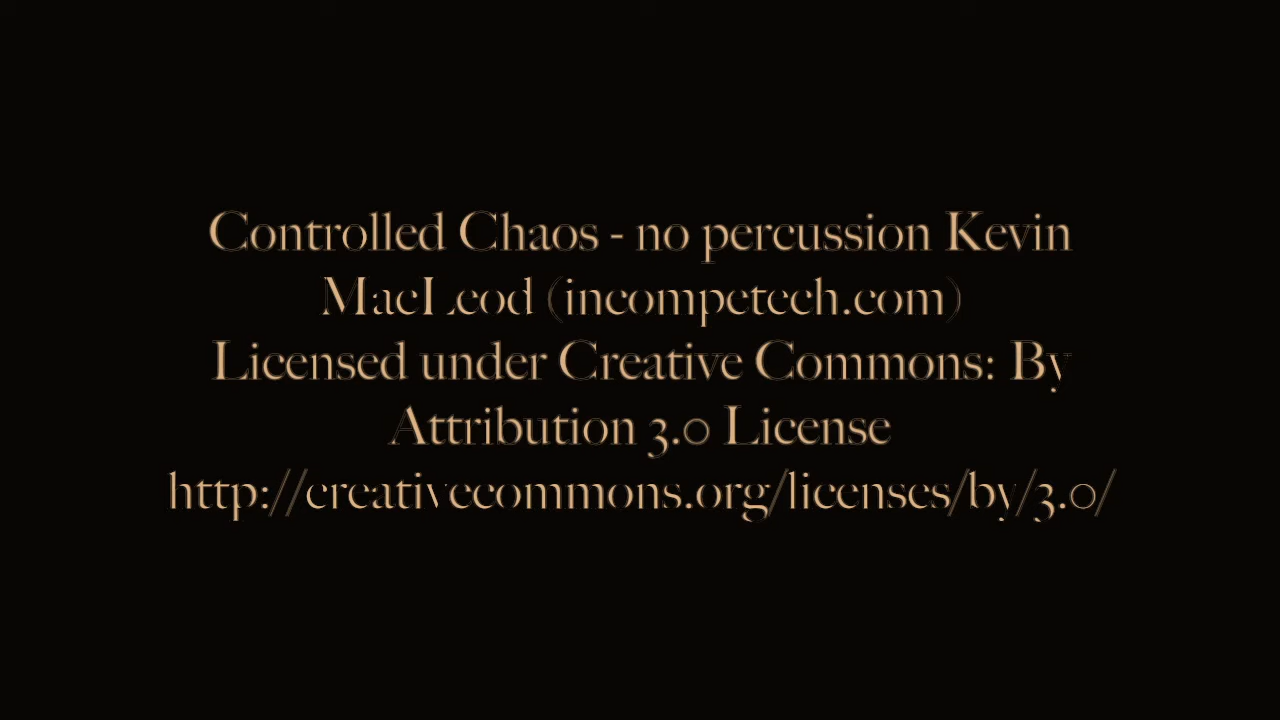 Controlled Chaos - no percussion Kevin
MacLeod (incompetech.com)
Licensed under Creative Commons: By
Attribution 3.0 License
http://creativecommons.org/licenses/by/3.0/